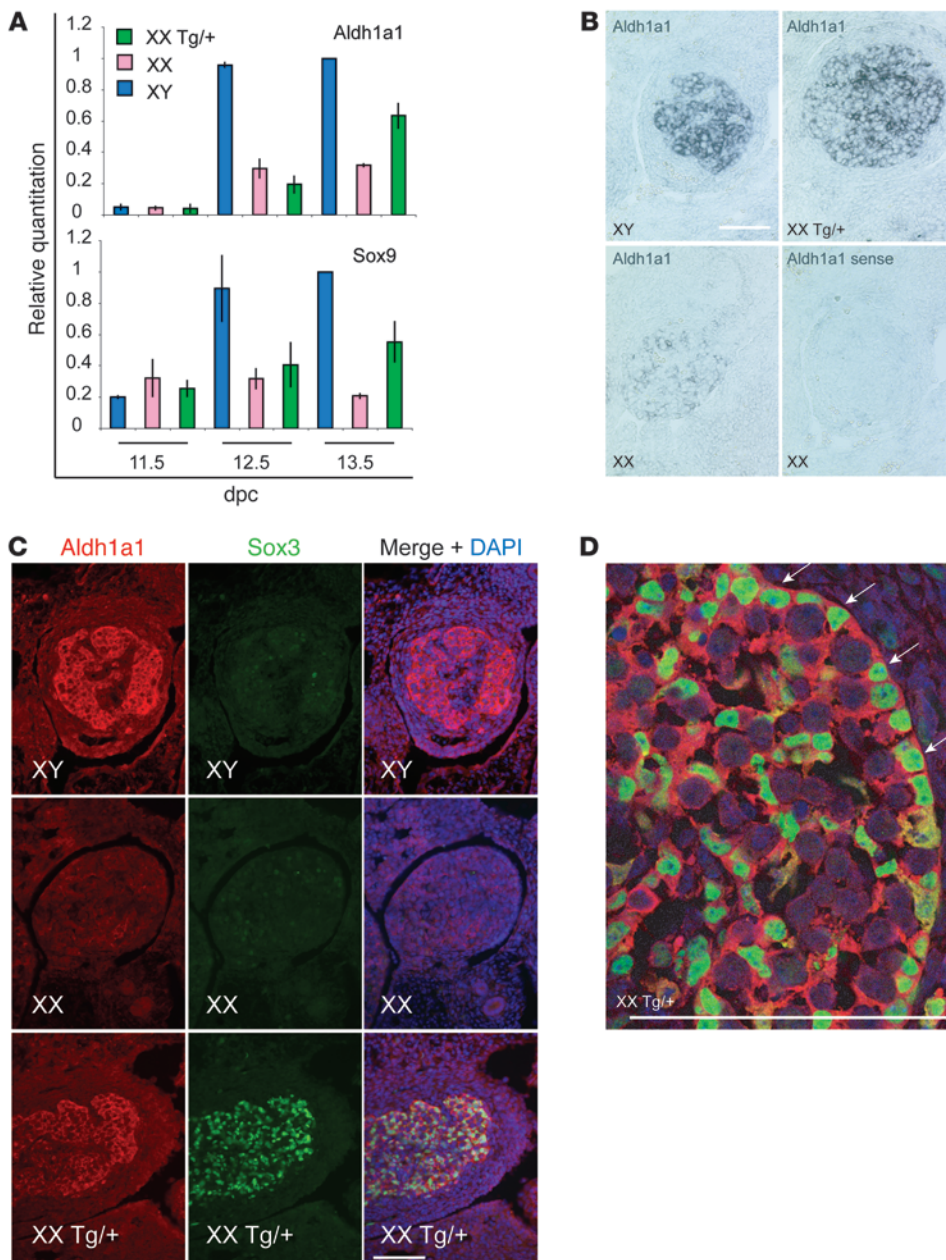 A
1.2
1
0.8
0.6
0.4
0.2
0
XX Tg/+
XX
XY
Aldh1a1
Relative quantitation
1.2
1
0.8
0.6
0.4
0.2
0
Sox9
11.5
12.5
13.5
dpc
B
Aldh1a1
XY
Aldh1a1
XX Tg/+
Aldh1a1
XX
Aldh1a1 sense
XX
C
Aldh1a1
Sox3
Merge + DAPI
XY
XY
XY
XX
XX
XX
XX Tg/+
XX Tg/+
XX Tg/+
D
XX Tg/+